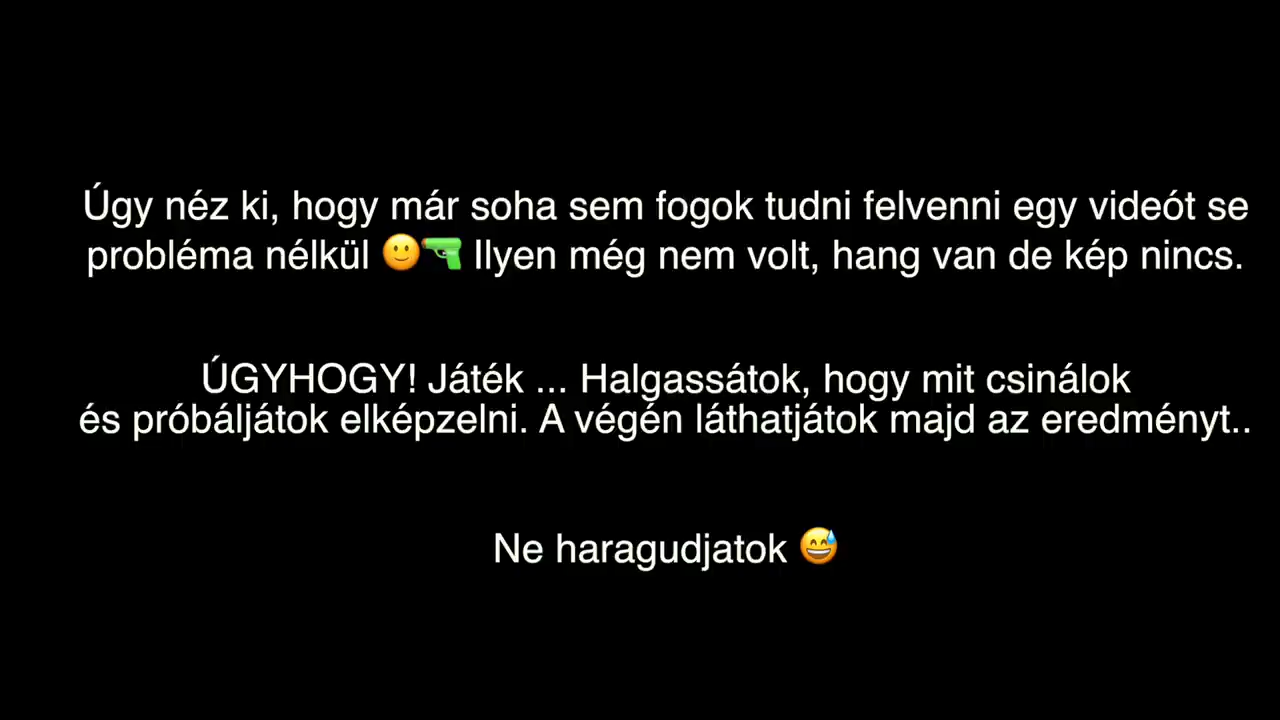 Úgy néz ki, hogy már soha sem fogok tudni felvenni egy videót se
probléma nélkül 🙂🔫 Ilyen még nem volt, hang van de kép nincs.
ÚGYHOGY! Játék ... Halgassátok, hogy mit csinálok
és próbáljátok elképzelni. A végén láthatjátok majd az eredményt..
Ne haragudjatok 😅